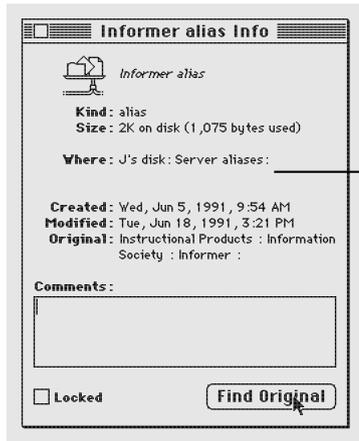 Informer alias Info
Informer alias
Kind: alias
Size: 2K on disk (1,075 bytes used)
Where: J's disk: Server aliases:
Created: Wed, Jun 5, 1991, 9:54 AM
Modified: Tue, Jun 18, 1991, 3:21 PM
Original: Instructional Products : Information
Society : Informer :
Comments:
Locked
Find Original